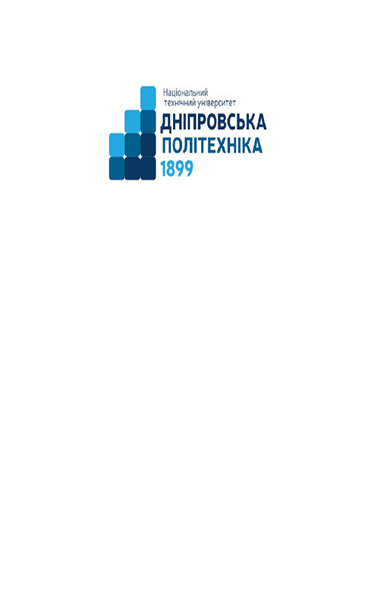 Національний
технічний університет
ДНІПРОВСЬКА
ПОЛІТЕХНІКА
1899